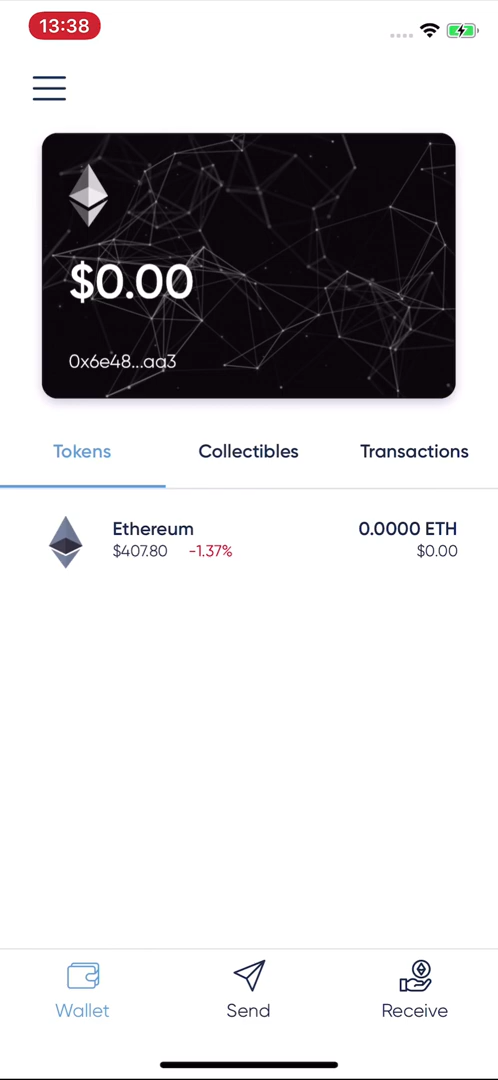 13:38
$0.00
0x6e48...aa3
Tokens Collectibles Transactions
Ethereum 0.0000 ETH
$407.80 -1.37% $0.00
Wallet Send Receive